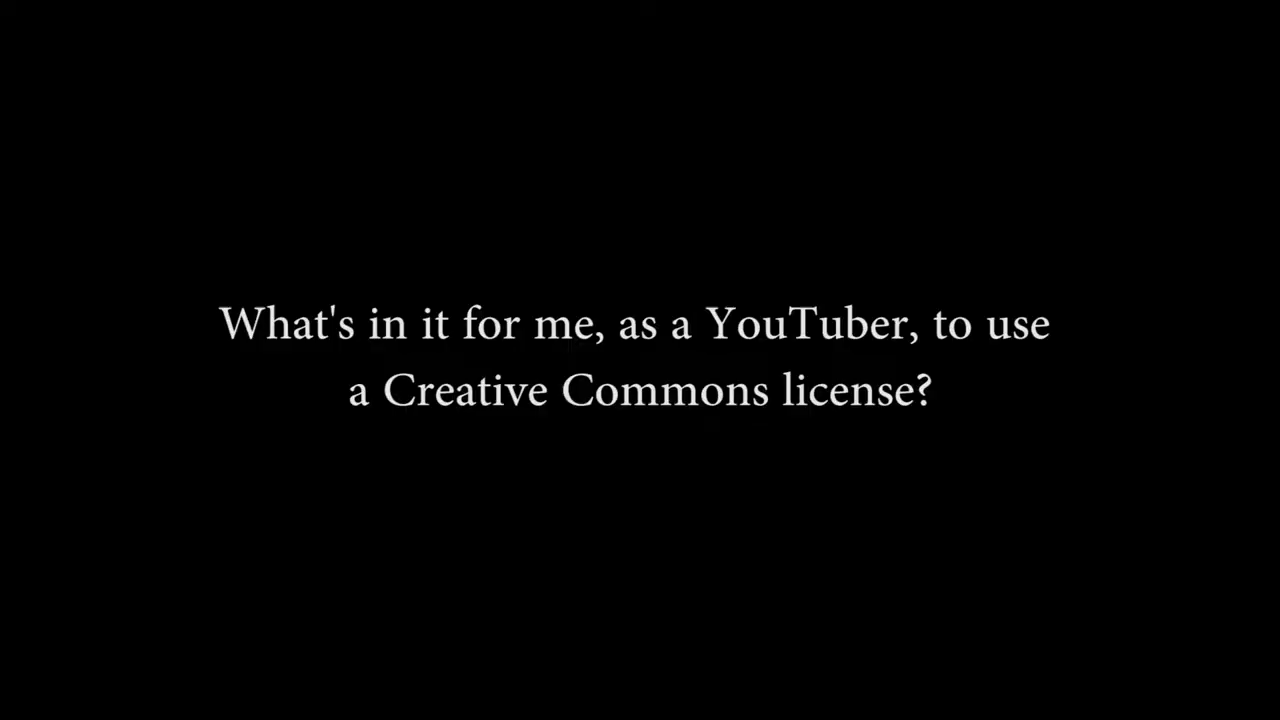 What's in it for me, as a YouTuber, to use
a Creative Commons license?